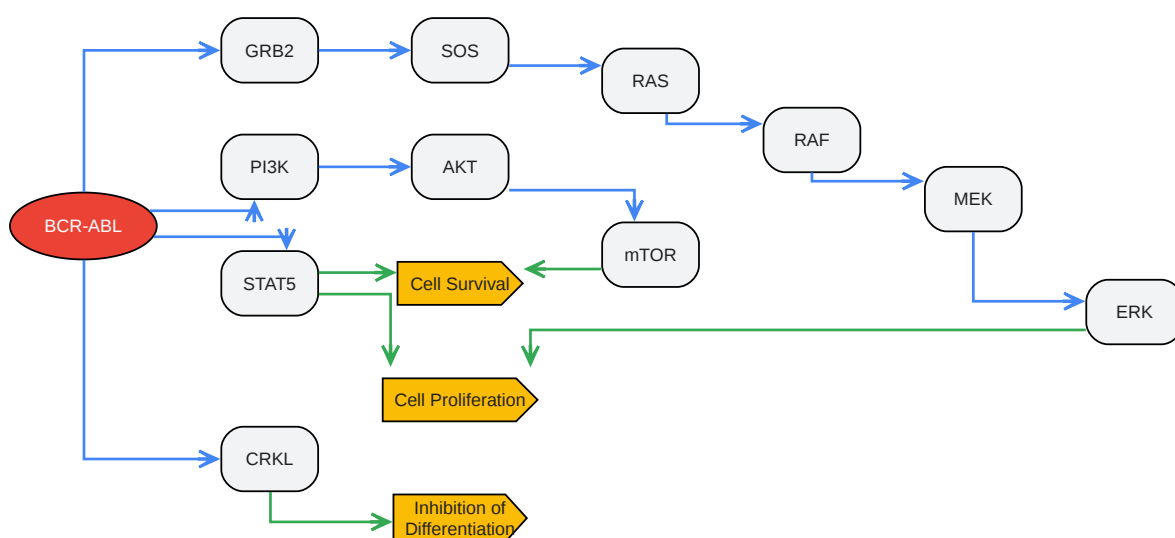 GRB2
SOS
RAS
RAF
PI3K
AKT
MEK
BCR-ABL
mTOR
STAT5
Cell Survival
ERK
Cell Proliferation
CRKL
Inhibition of
Differentiation